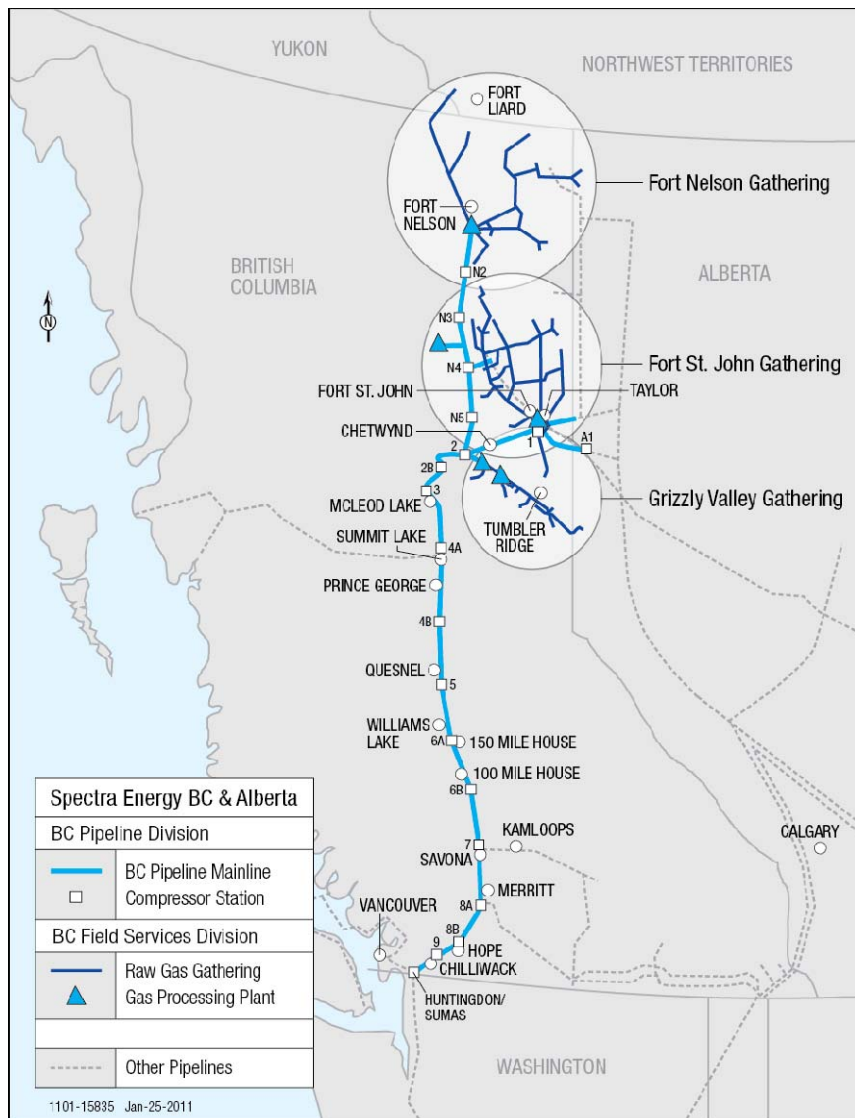 YUKON
NORTHWEST TERRITORIES
FORT
LIARD
Fort Nelson Gathering
FORT
NELSON
BRITISH
COLUMBIA
ALBERTA
N2
N
N3
N4
Fort St. John Gathering
FORT ST. JOHN
TAYLOR
N5
CHETWYND
1
A1
2
2B
3
MCLEOD LAKE
Grizzly Valley Gathering
TUMBLER
RIDGE
SUMMIT LAKE
4A
PRINCE GEORGE
4B
QUESNEL
5
WILLIAMS
LAKE
6A
150 MILE HOUSE
100 MILE HOUSE
6B
7
KAMLOOPS
CALGARY
SAVONA
MERRITT
8A
VANCOUVER
8B
9
HOPE
CHILLIWACK
HUNTINGDON/
SUMAS
WASHINGTON
Spectra Energy BC & Alberta
BC Pipeline Division
BC Pipeline Mainline
Compressor Station
BC Field Services Division
Raw Gas Gathering
Gas Processing Plant
Other Pipelines
1101-15835 Jan-25-2011